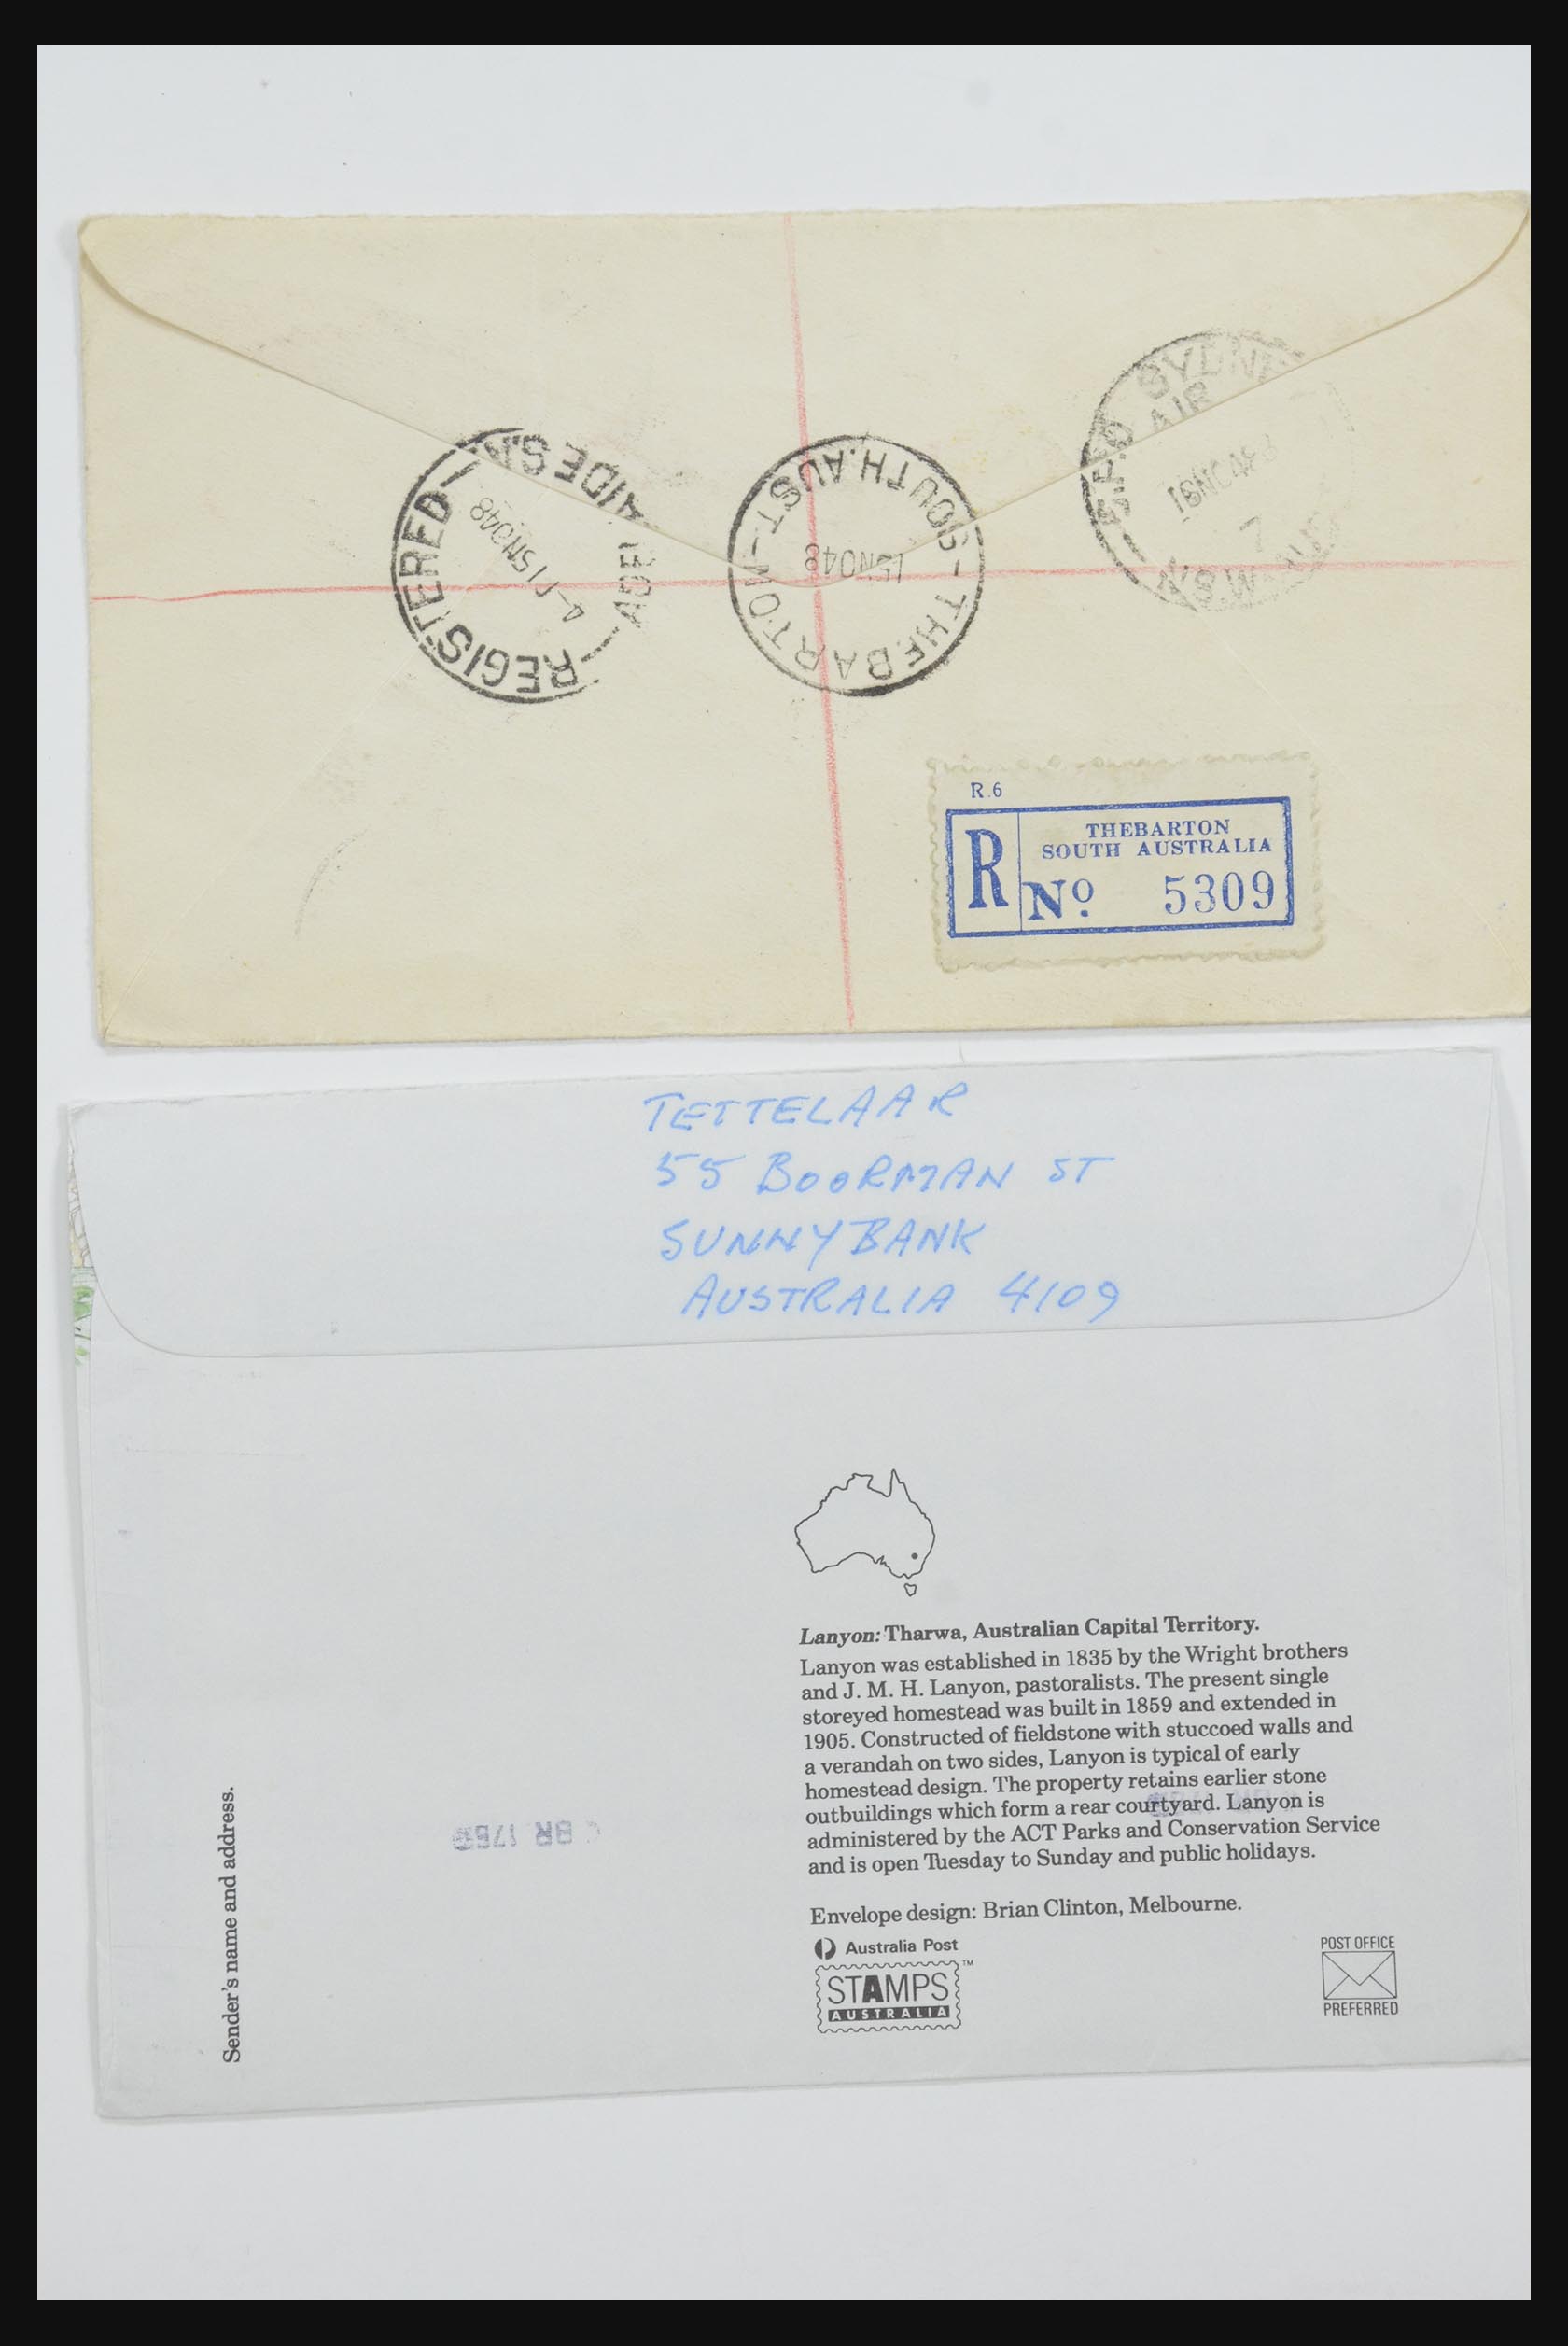 REGISTERED
ADELAIDE S.A.
4-P 15NO48
THEBARTON
SOUTH.AUST
15NO48
SYDNEY
AIR
N.S.W. AUST
R.6
R
THEBARTON
SOUTH AUSTRALIA
No. 5309
TETTELAAR
55 BOORMAN ST
SUNNYBANK
AUSTRALIA 4109
Lanyon: Tharwa, Australian Capital Territory.
Lanyon was established in 1835 by the Wright brothers
and J. M. H. Lanyon, pastoralists. The present single
storeyed homestead was built in 1859 and extended in
1905. Constructed of fieldstone with stuccoed walls and
a verandah on two sides, Lanyon is typical of early
homestead design. The property retains earlier stone
outbuildings which form a rear courtyard. Lanyon is
administered by the ACT Parks and Conservation Service
and is open Tuesday to Sunday and public holidays.
Envelope design: Brian Clinton, Melbourne.
Australia Post
STAMPS™
AUSTRALIA
POST OFFICE
PREFERRED
Sender's name and address.